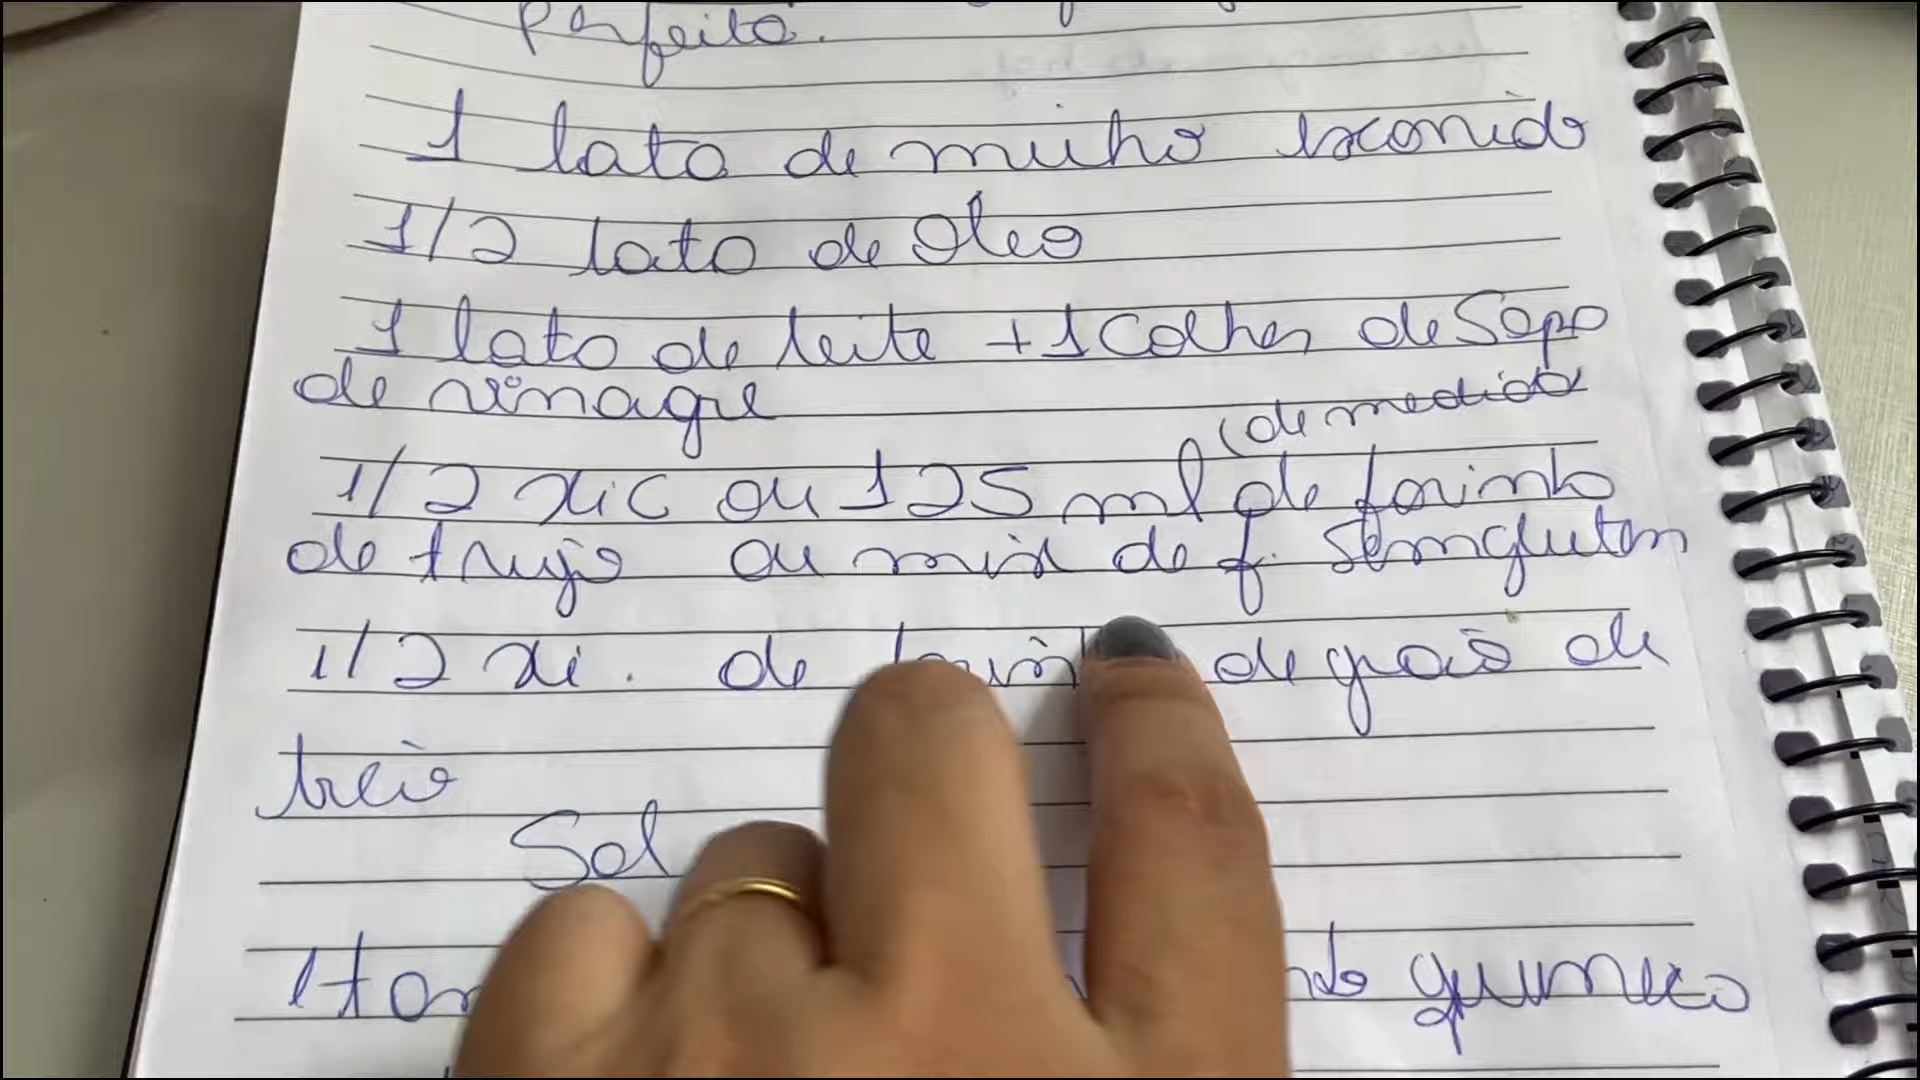 perfeito.
1 lata de milho escorrido
1/2 lata de óleo
1 lata de leite + 1 colher de sopa
de vinagre
(de medida
1/2 xic ou 125 ml de farinha
de trigo ou mix de f. sem gluten
1/2 xi. de de grão de
bico
Sal
químico